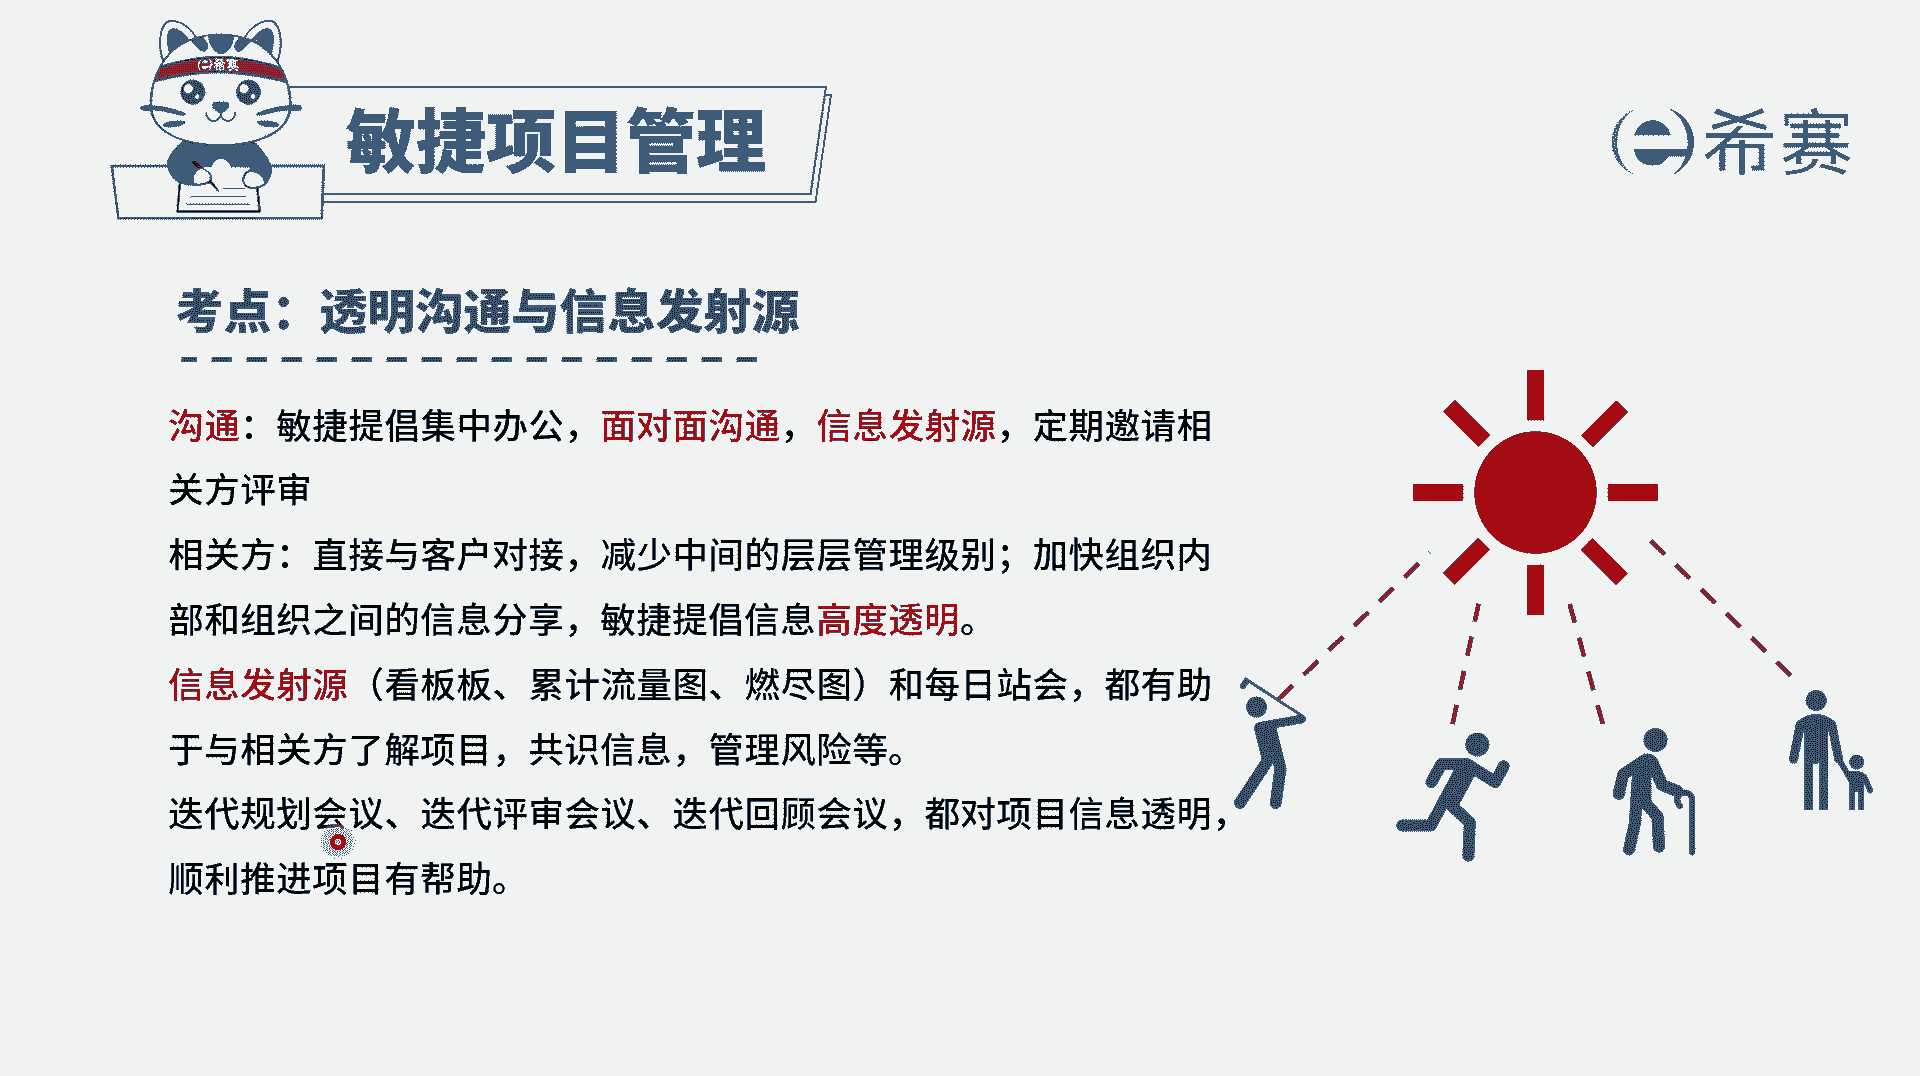 希赛
敏捷项目管理
希赛
考点：透明沟通与信息发射源
沟通：敏捷提倡集中办公，面对面沟通，信息发射源，定期邀请相
关方评审
相关方：直接与客户对接，减少中间的层层管理级别；加快组织内
部和组织之间的信息分享，敏捷提倡信息高度透明。
信息发射源（看板板、累计流量图、燃尽图）和每日站会，都有助
于与相关方了解项目，共识信息，管理风险等。
迭代规划会议、迭代评审会议、迭代回顾会议，都对项目信息透明，
顺利推进项目有帮助。